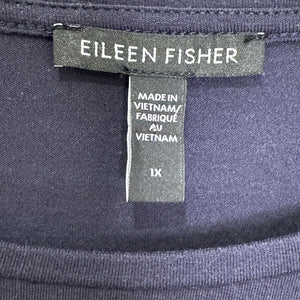 EILEEN FISHER
MADE IN
VIETNAM/
FABRIQUÉ
AU
VIETNAM
1X